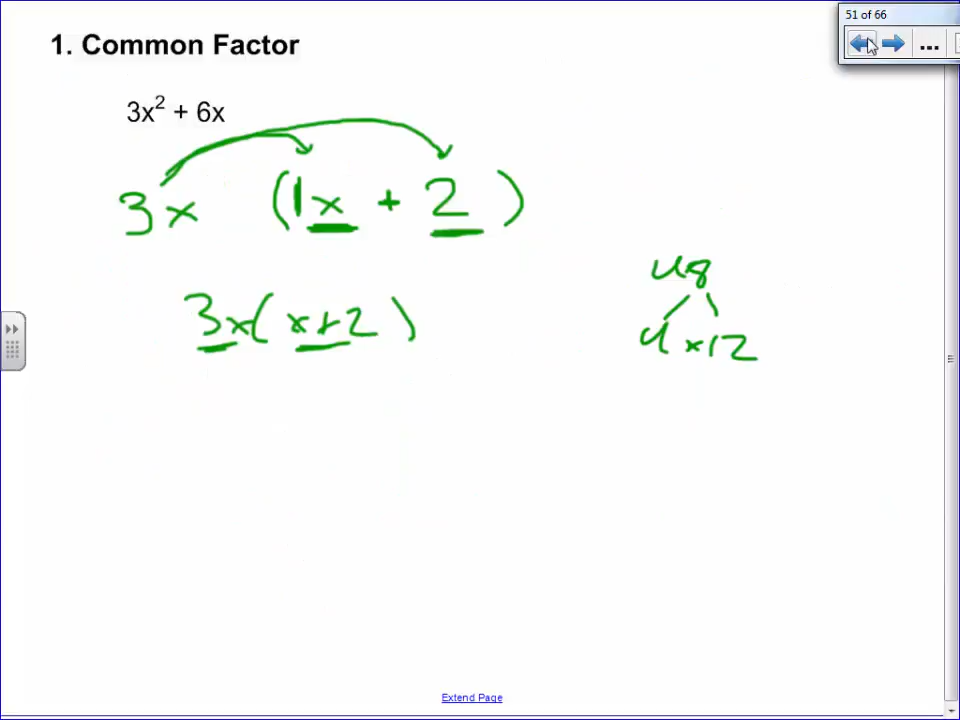 51 of 66
1. Common Factor
3x² + 6x
3x (1x + 2)
3x(x+2)
48
4 × 12
Extend Page